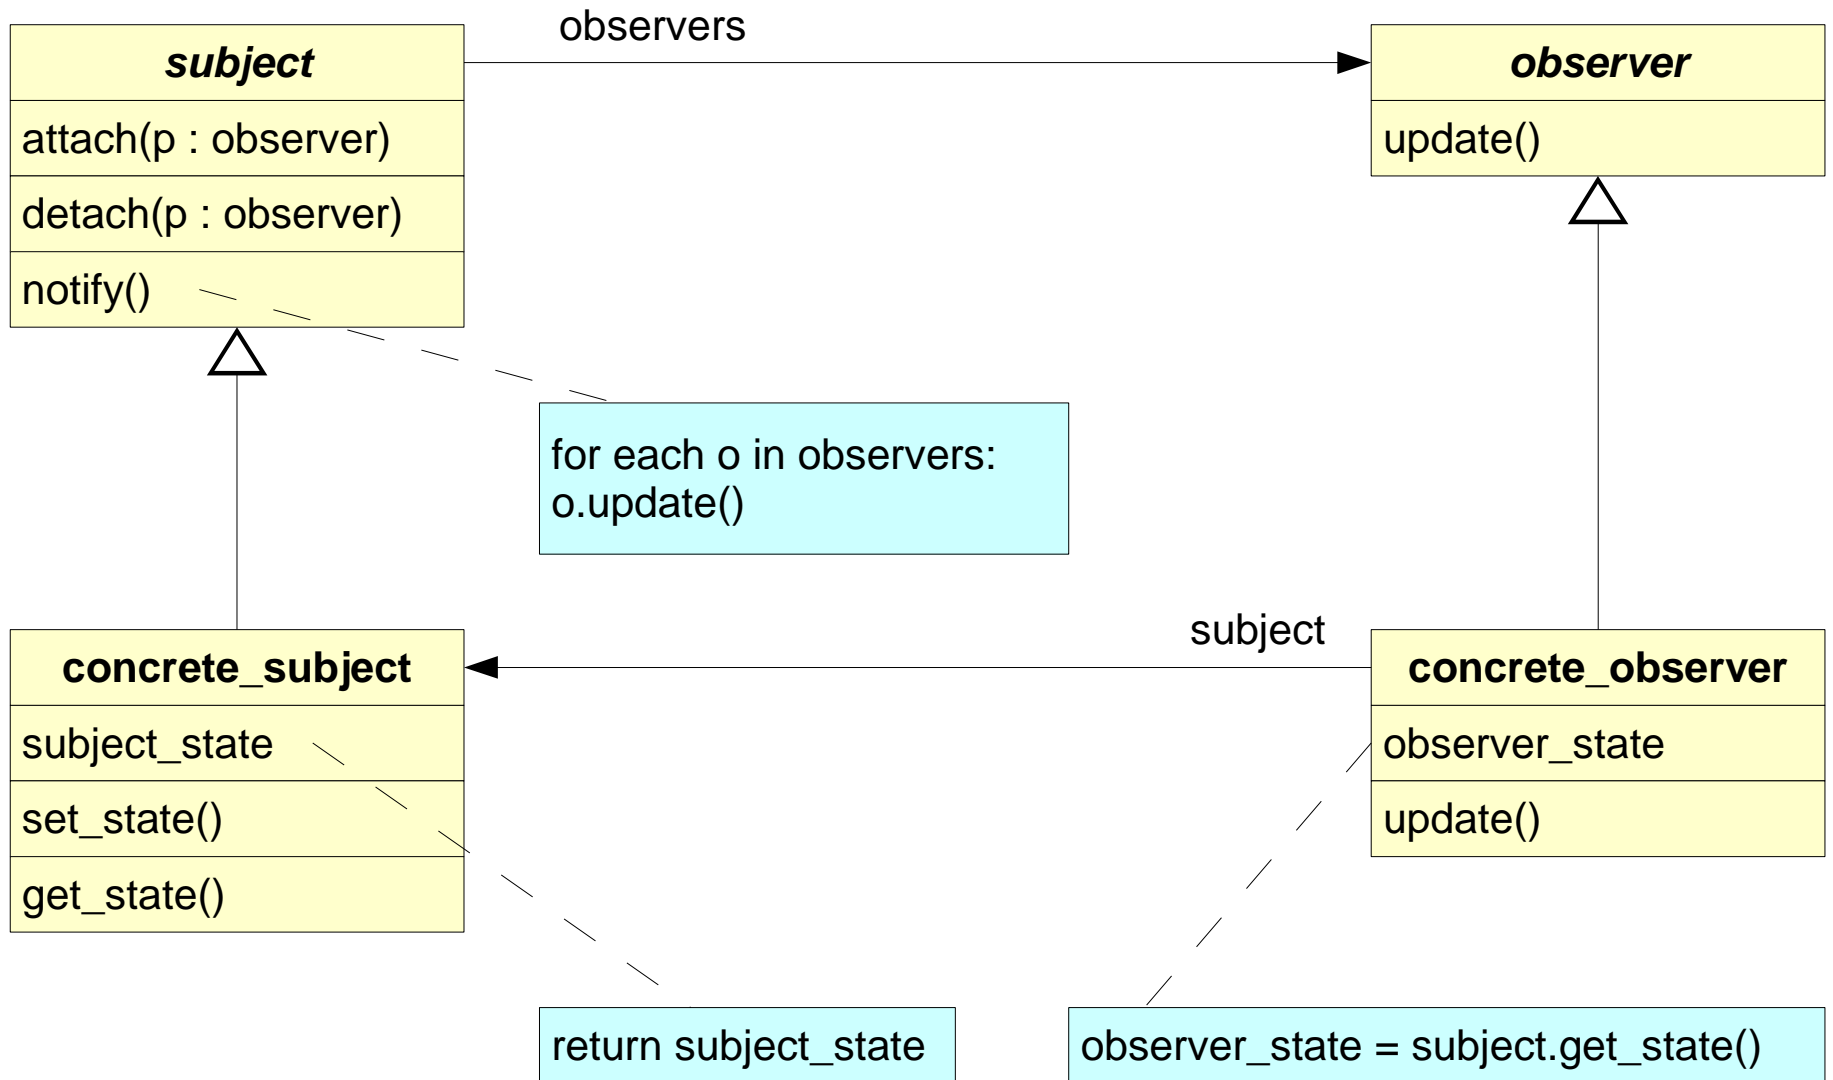 observers
subject
attach(p : observer)
detach(p : observer)
notify()
observer
update()
for each o in observers:
o.update()
subject
concrete_subject
subject_state
set_state()
get_state()
concrete_observer
observer_state
update()
return subject_state
observer_state = subject.get_state()